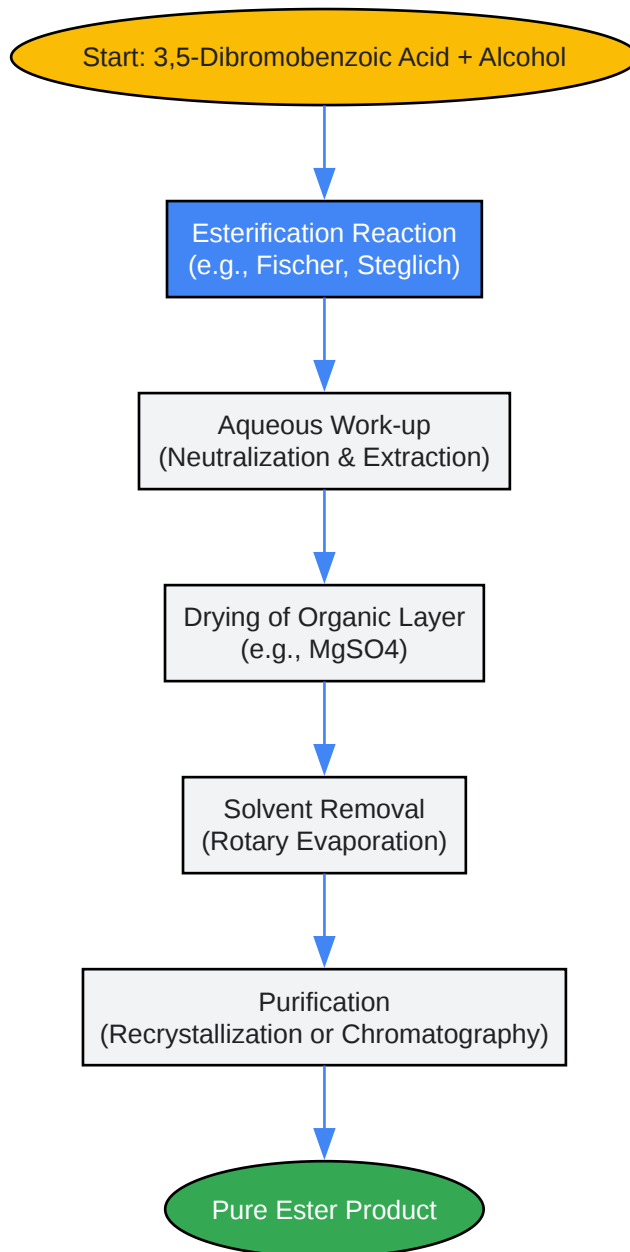 Start: 3,5-Dibromobenzoic Acid + Alcohol
Esterification Reaction
(e.g., Fischer, Steglich)
Aqueous Work-up
(Neutralization & Extraction)
Drying of Organic Layer
(e.g., MgSO4)
Solvent Removal
(Rotary Evaporation)
Purification
(Recrystallization or Chromatography)
Pure Ester Product